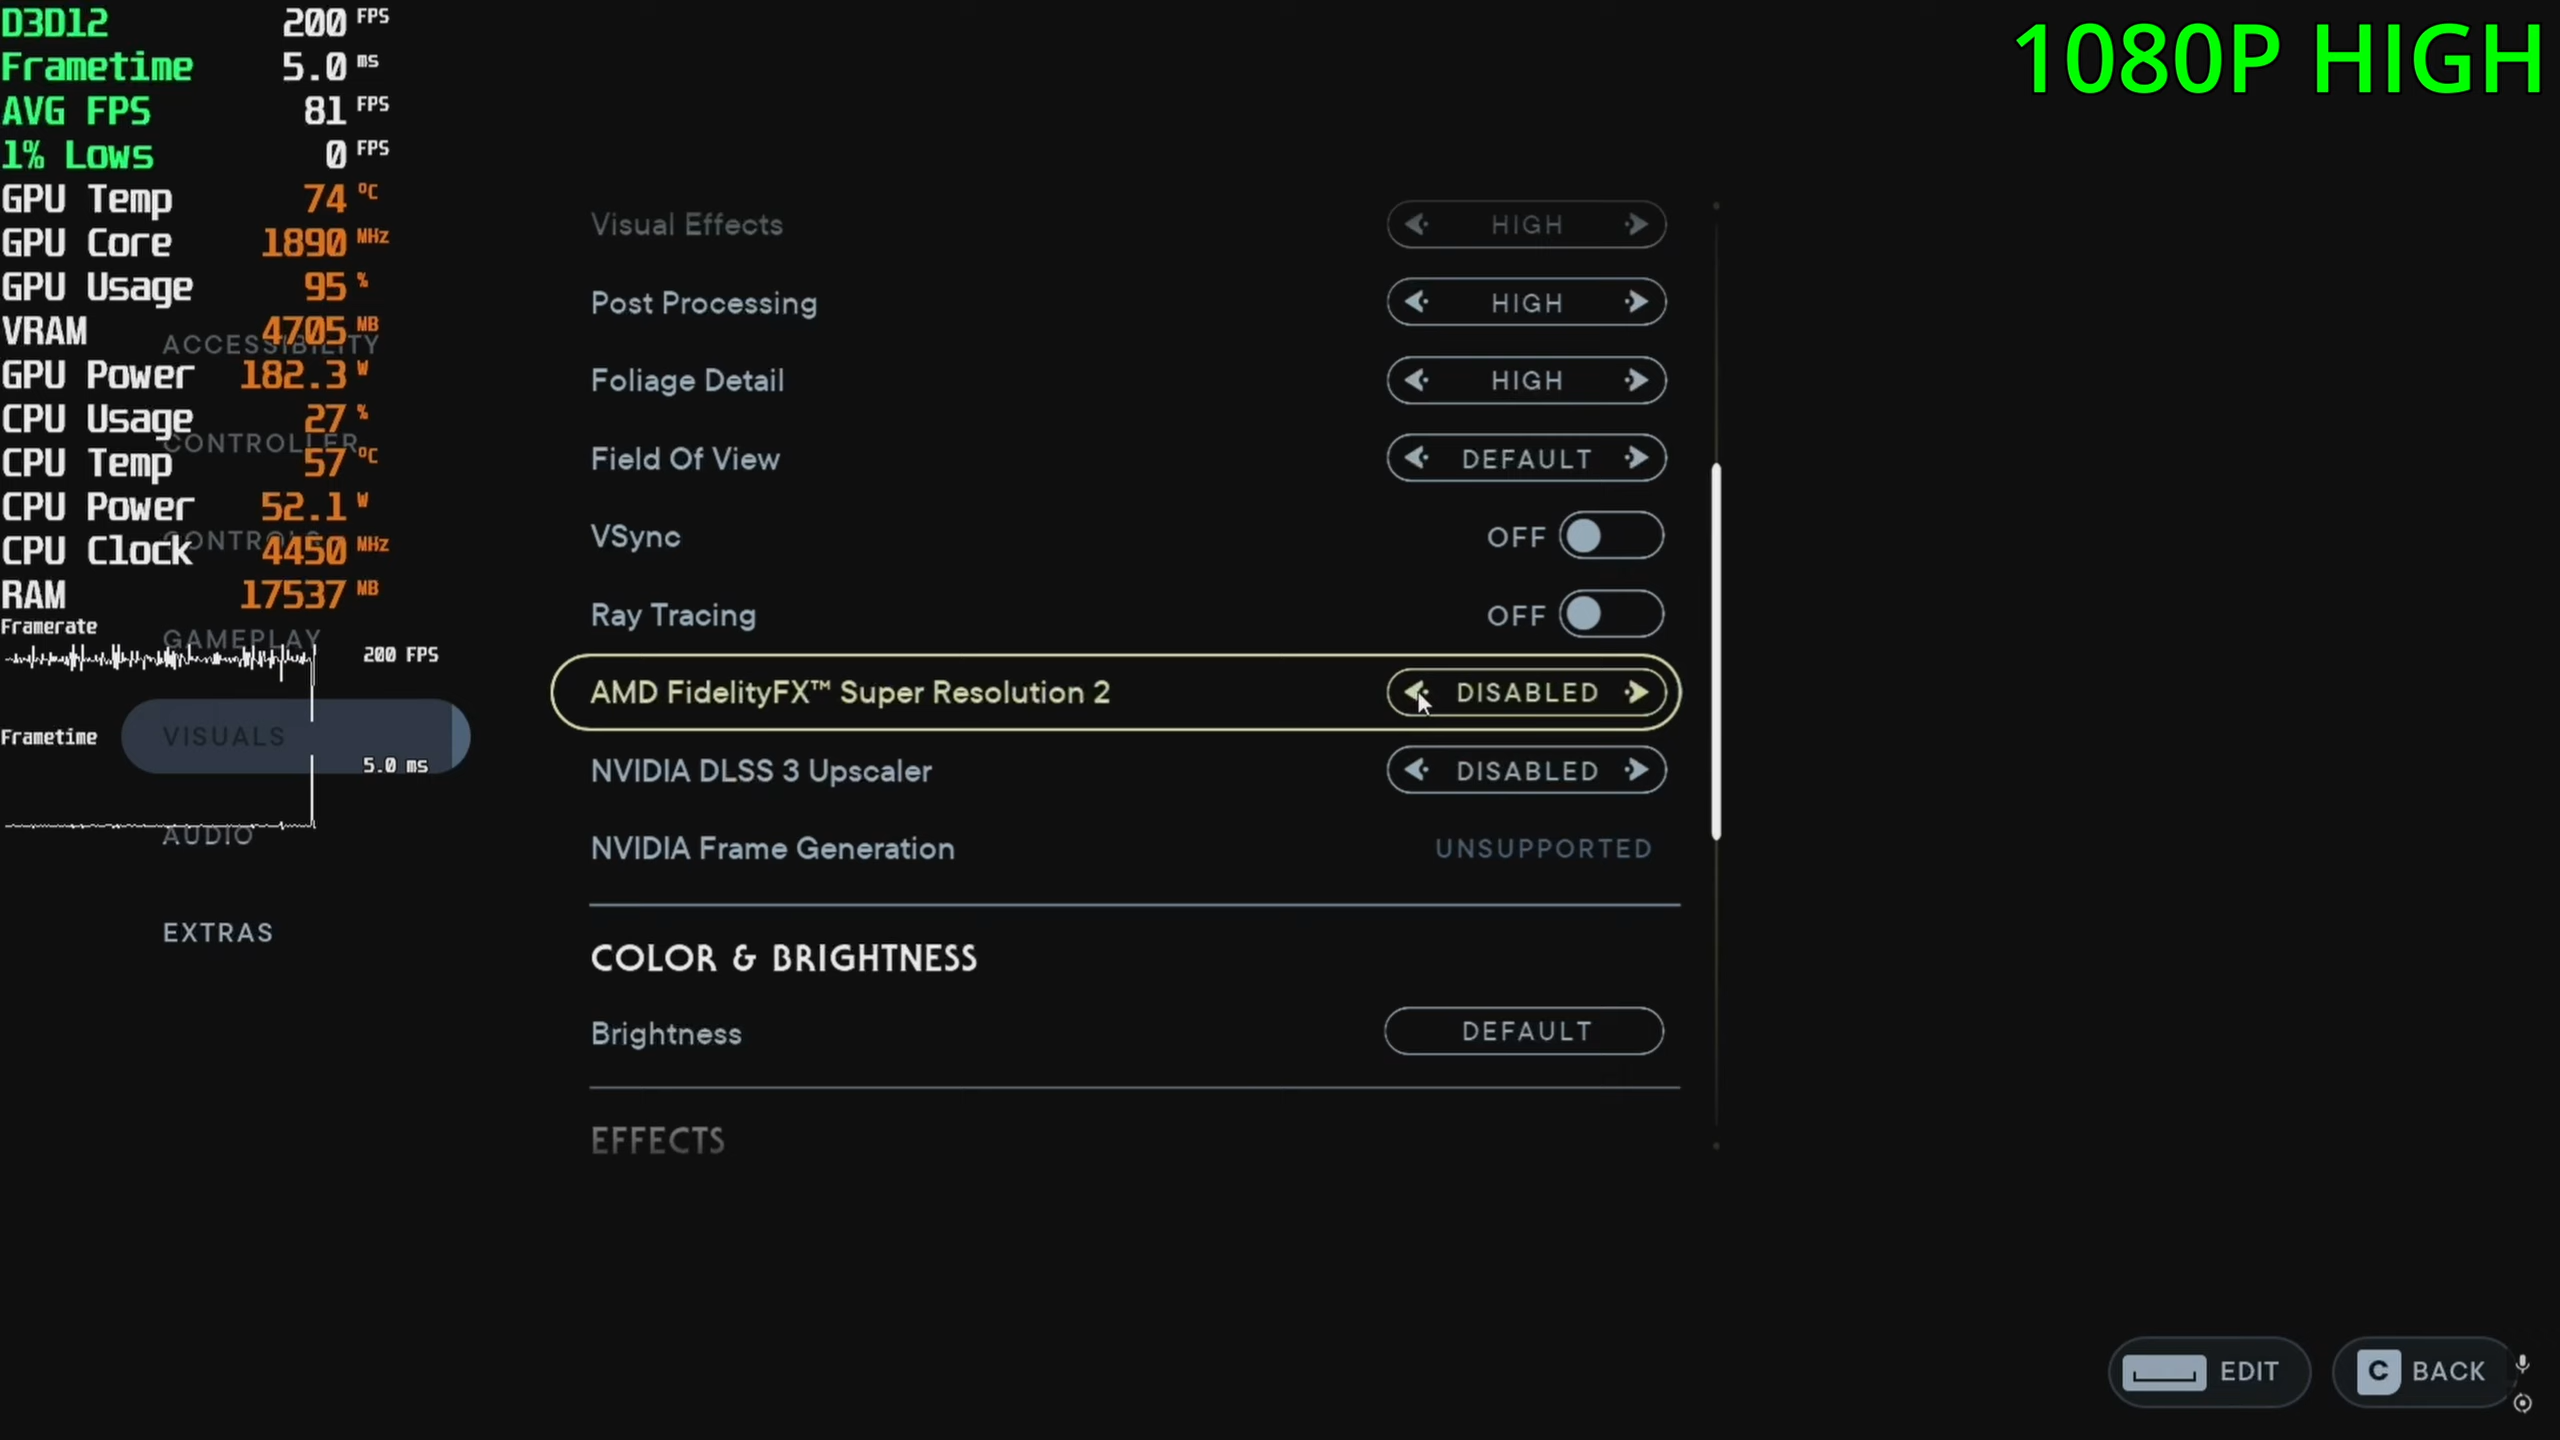 D3D12 200 FPS
Frametime 5.0 ms
AVG FPS 81 FPS
1% Lows 0 FPS
GPU Temp 74 °C
GPU Core 1890 MHz
GPU Usage 95 %
VRAM 4705 MB
GPU Power 182.3 W
CPU Usage 27 %
CPU Temp 57 °C
CPU Power 52.1 W
CPU Clock 4450 MHz
RAM 17537 MB
Framerate
200 FPS
Frametime
5.0 ms
1080P HIGH
ACCESSIBILITY
CONTROLLER
CONTROLS
GAMEPLAY
VISUALS
AUDIO
EXTRAS
Visual Effects HIGH
Post Processing HIGH
Foliage Detail HIGH
Field Of View DEFAULT
VSync OFF
Ray Tracing OFF
AMD FidelityFX™ Super Resolution 2 DISABLED
NVIDIA DLSS 3 Upscaler DISABLED
NVIDIA Frame Generation UNSUPPORTED
COLOR & BRIGHTNESS
Brightness DEFAULT
EFFECTS
EDIT
C BACK